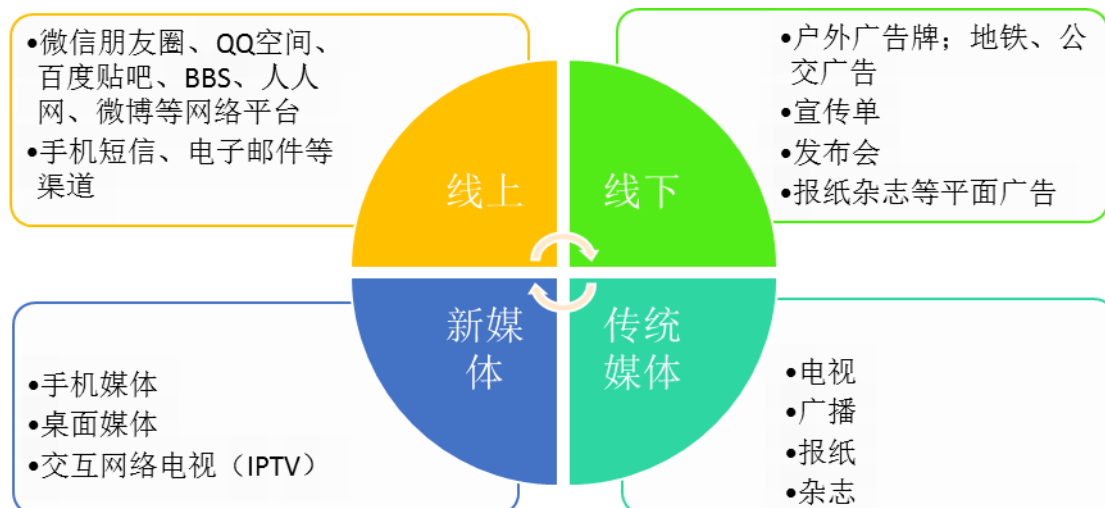 •微信朋友圈、QQ空间、
百度贴吧、BBS、人人
网、微博等网络平台
•手机短信、电子邮件等
渠道
•户外广告牌；地铁、公
交广告
•宣传单
•发布会
•报纸杂志等平面广告
线上
线下
新媒
体
传统
媒体
•手机媒体
•桌面媒体
•交互网络电视（IPTV）
•电视
•广播
•报纸
•杂志